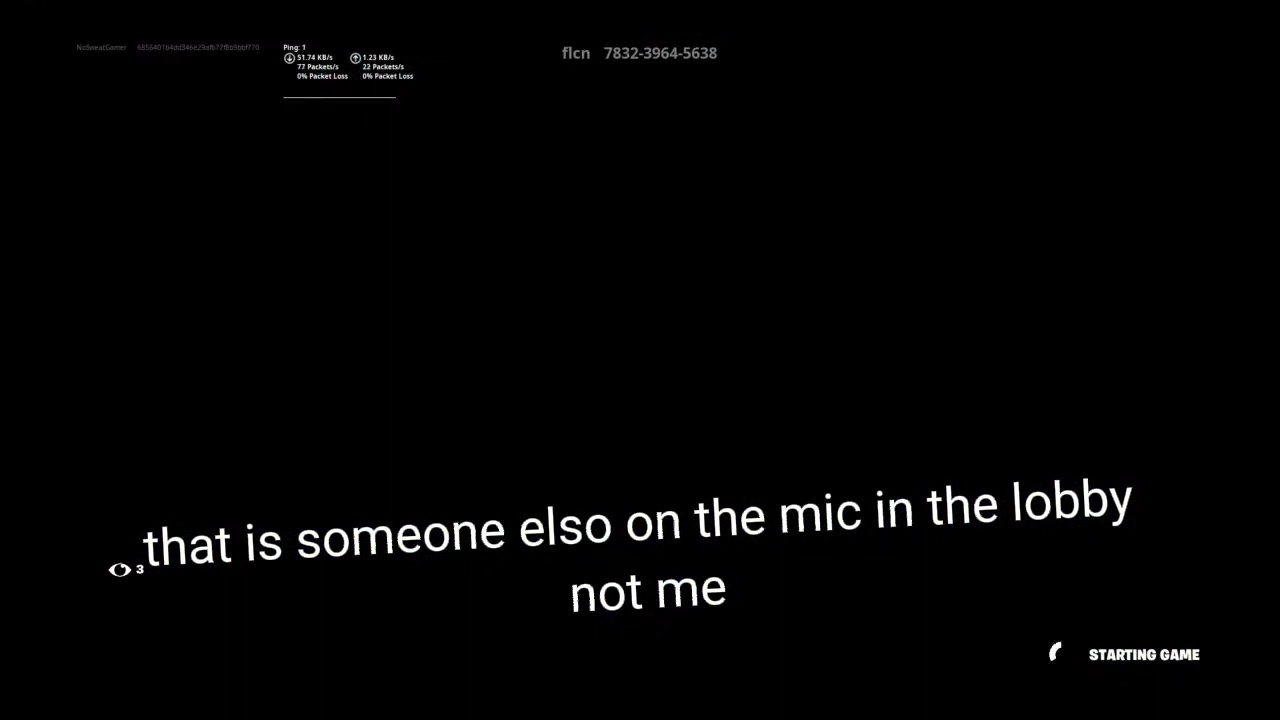 NoSweatGamer
Ping: 1
51.74 KB/s 1.23 KB/s
77 Packets/s 22 Packets/s
0% Packet Loss 0% Packet Loss
flcn 7832-3964-5638
that is someone elso on the mic in the lobby
not me
3
STARTING GAME